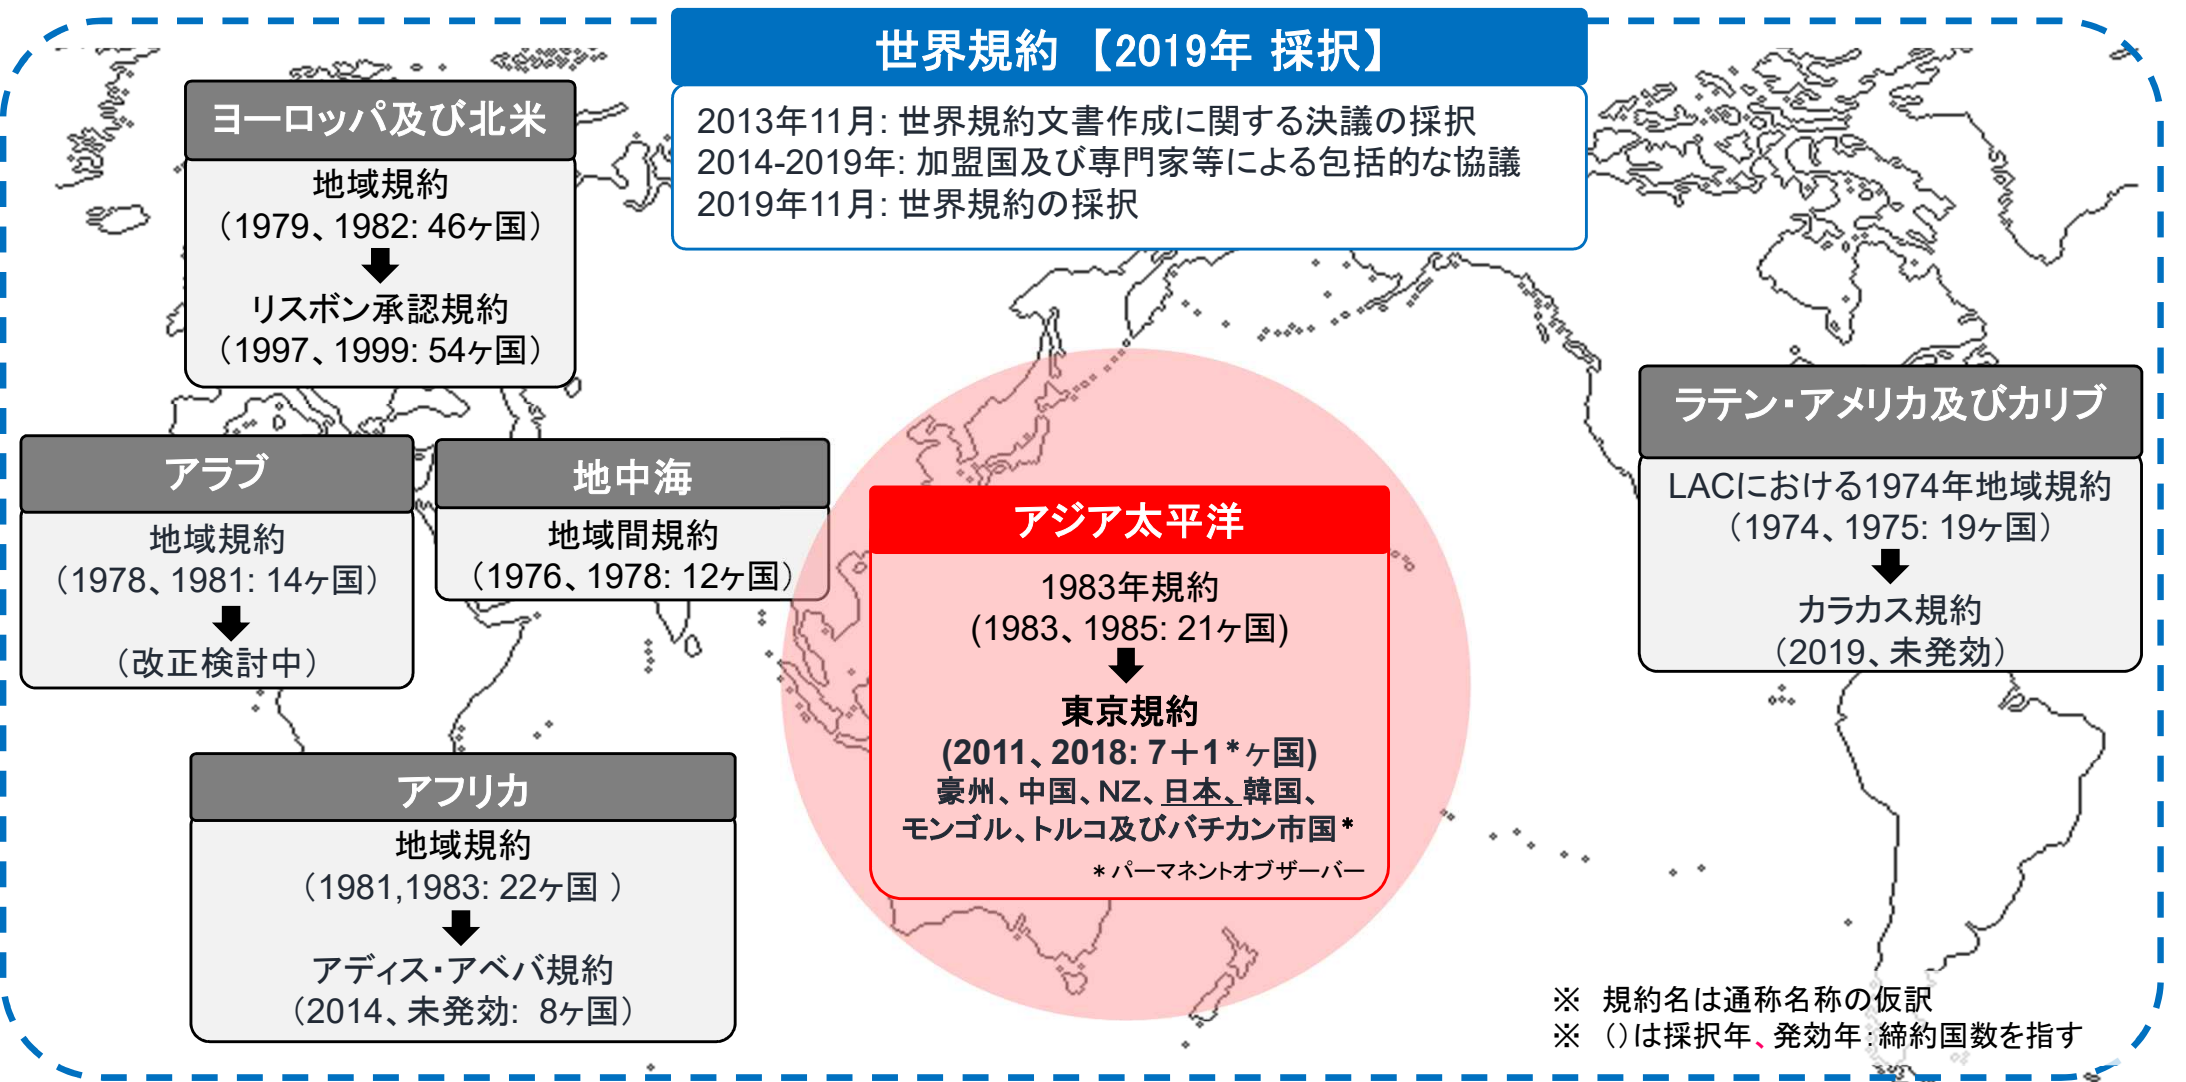 世界規約 【2019年 採択】
2013年11月: 世界規約文書作成に関する決議の採択
2014-2019年: 加盟国及び専門家等による包括的な協議
2019年11月: 世界規約の採択
ヨーロッパ及び北米
地域規約
（1979、1982: 46ヶ国）
リスボン承認規約
（1997、1999: 54ヶ国）
アラブ
地域規約
（1978、1981: 14ヶ国）
（改正検討中）
地中海
地域間規約
（1976、1978: 12ヶ国）
アジア太平洋
1983年規約
(1983、1985: 21ヶ国)
東京規約
(2011、2018: 7＋1*ヶ国)
豪州、中国、NZ、日本、韓国、
モンゴル、トルコ及びバチカン市国*
*パーマネントオブザーバー
ラテン・アメリカ及びカリブ
LACにおける1974年地域規約
（1974、1975: 19ヶ国）
カラカス規約
（2019、未発効）
アフリカ
地域規約
（1981,1983: 22ヶ国 ）
アディス・アベバ規約
（2014、未発効: 8ヶ国）
※ 規約名は通称名称の仮訳
※ （）は採択年、発効年：締約国数を指す